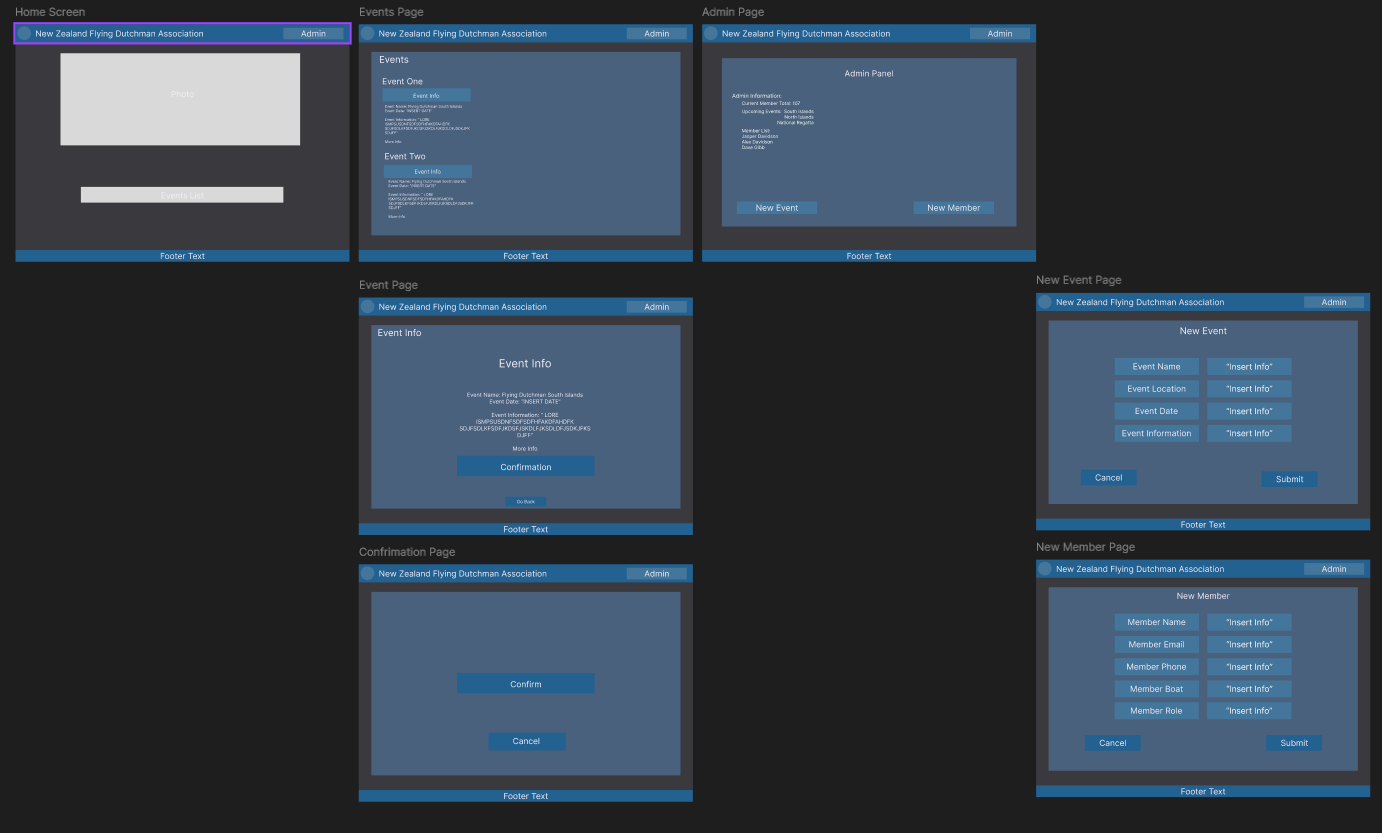 Home Screen
New Zealand Flying Dutchman Association
Admin
Photo
Events List
Footer Text
Events Page
New Zealand Flying Dutchman Association
Admin
Events
Event One
Event Info
Event Name: Flying Dutchman South Islands
Event Date: "INSERT DATE"
Event Information: " LORE
More Info
Event Two
Event Info
Event Name: Flying Dutchman South Islands
Event Date: "INSERT DATE"
Event Information: " LORE
More Info
Footer Text
Admin Page
New Zealand Flying Dutchman Association
Admin
Admin Panel
Admin Information:
Current Member Total: 107
Upcoming Events: South Islands
North Islands
National Regatta
Member List:
Jasper Davidson
Alex Davidson
Dave Gibb
New Event
New Member
Footer Text
Event Page
New Zealand Flying Dutchman Association
Admin
Event Info
Event Info
Event Name: Flying Dutchman South Islands
Event Date: "INSERT DATE"
Event Information: " LORE
ISMPSUSDNFSDFSDFHFAKDFAHDFK
SDJFSDLKFSDFJKDSFJSKDLFJKSDLDFJSDKJFKS
DJFF"
More Info
Confirmation
Go Back
Footer Text
New Event Page
New Zealand Flying Dutchman Association
Admin
New Event
Event Name "Insert Info"
Event Location "Insert Info"
Event Date "Insert Info"
Event Information "Insert Info"
Cancel
Submit
Footer Text
Confrimation Page
New Zealand Flying Dutchman Association
Admin
Confirm
Cancel
Footer Text
New Member Page
New Zealand Flying Dutchman Association
Admin
New Member
Member Name "Insert Info"
Member Email "Insert Info"
Member Phone "Insert Info"
Member Boat "Insert Info"
Member Role "Insert Info"
Cancel
Submit
Footer Text